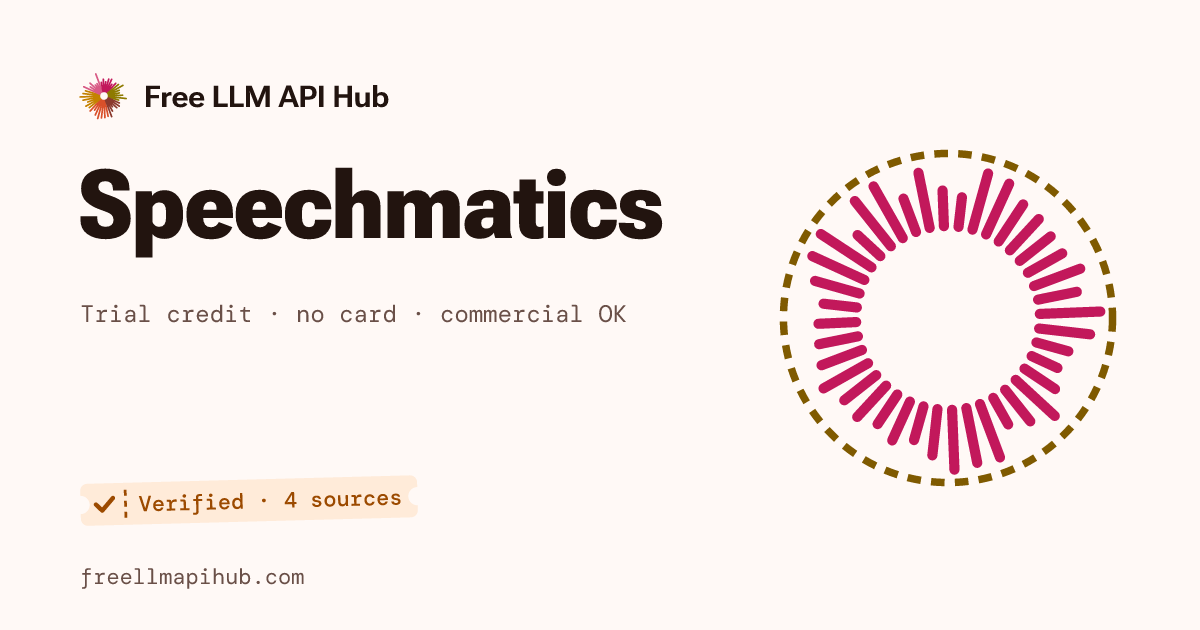 Free LLM API Hub
Speechmatics
Trial credit · no card · commercial OK
Verified · 4 sources
freellmapihub.com